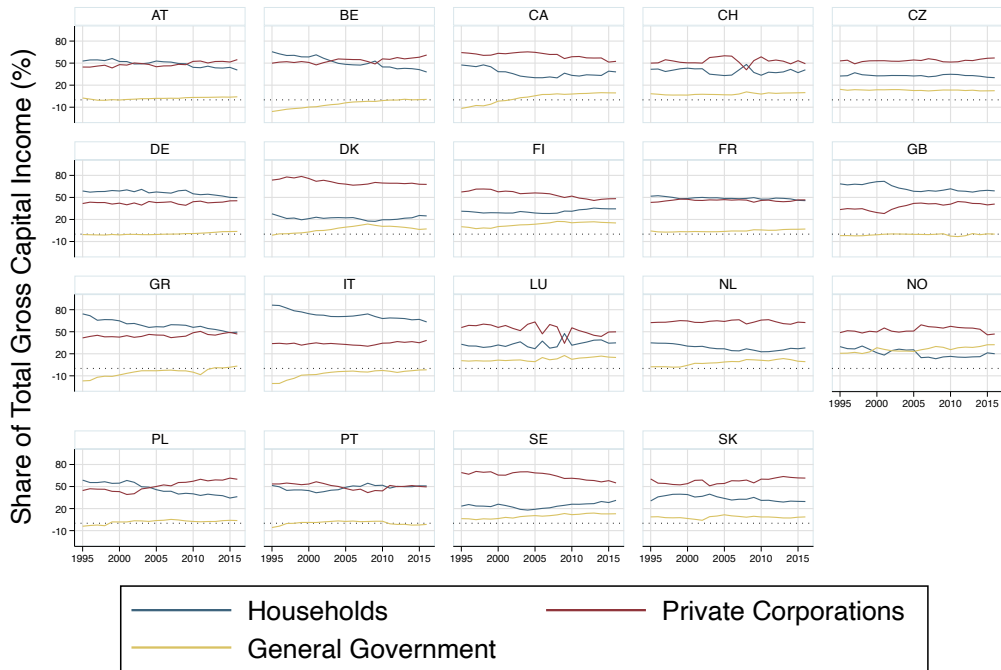 Share of Total Gross Capital Income (%)
AT BE CA CH CZ
80
50
20
-10
DE DK FI FR GB
80
50
20
-10
GR IT LU NL NO
80
50
20
-10
1995 2000 2005 2010 2015
PL PT SE SK
80
50
20
-10
1995 2000 2005 2010 2015 1995 2000 2005 2010 2015 1995 2000 2005 2010 2015 1995 2000 2005 2010 2015
Households Private Corporations
General Government